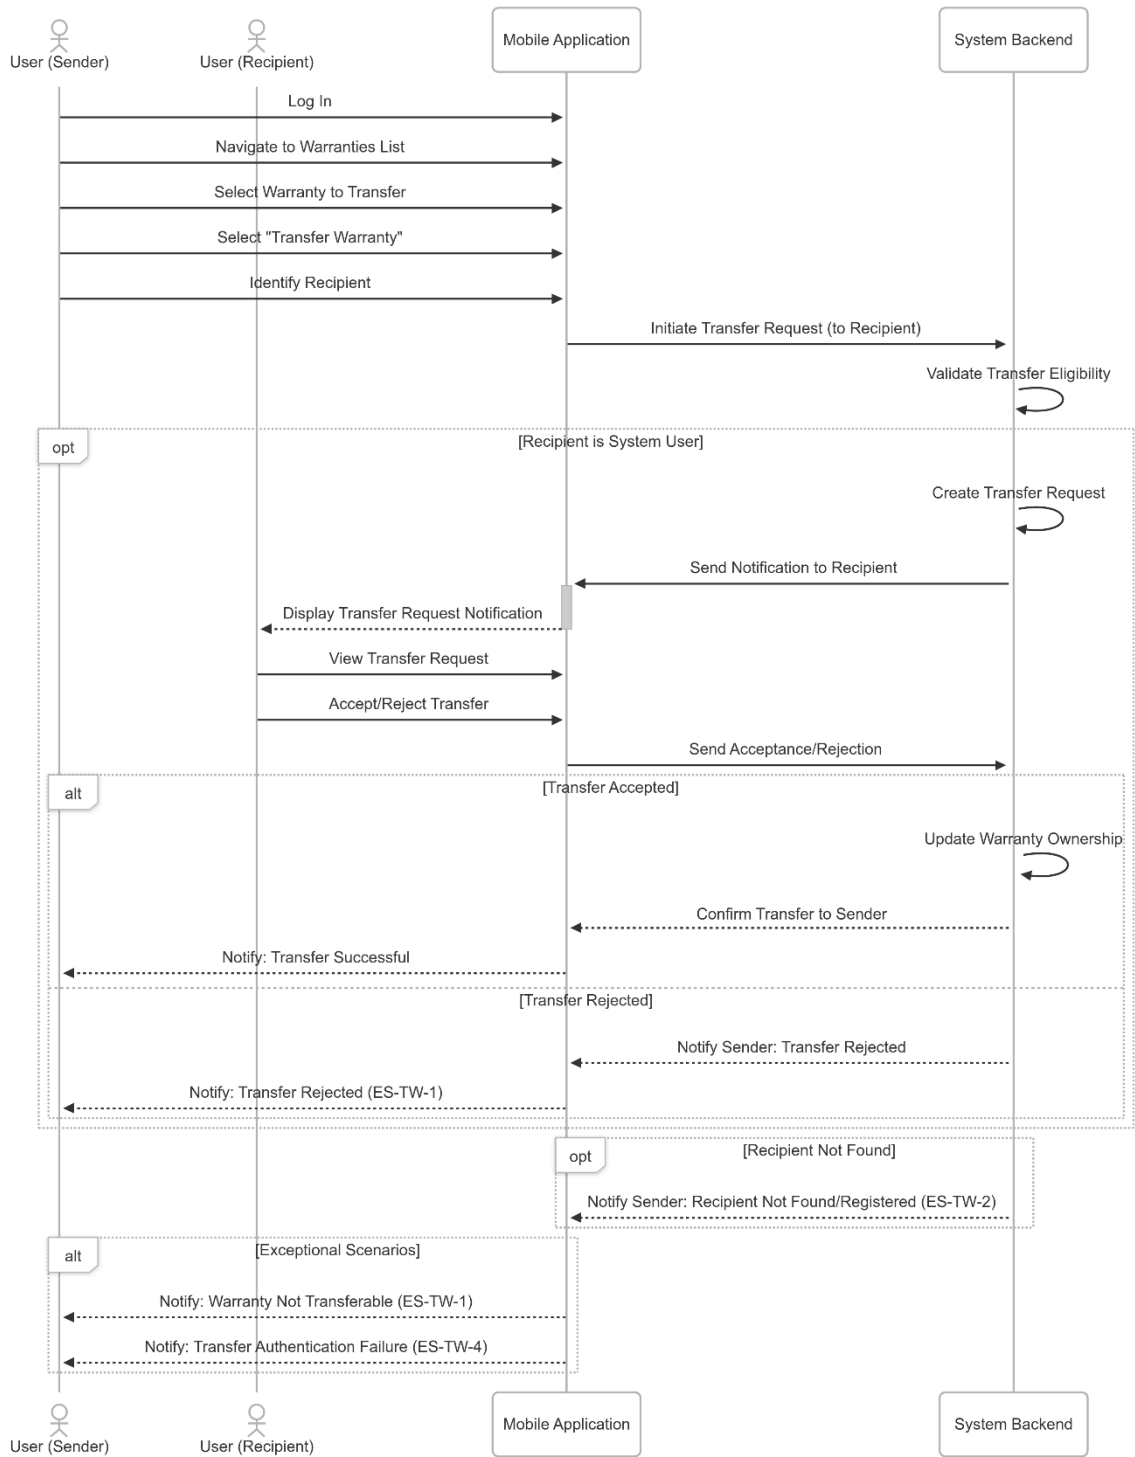 User (Sender)
User (Recipient)
Mobile Application
System Backend
Log In
Navigate to Warranties List
Select Warranty to Transfer
Select "Transfer Warranty"
Identify Recipient
Initiate Transfer Request (to Recipient)
Validate Transfer Eligibility
opt
[Recipient is System User]
Create Transfer Request
Send Notification to Recipient
Display Transfer Request Notification
View Transfer Request
Accept/Reject Transfer
Send Acceptance/Rejection
alt
[Transfer Accepted]
Update Warranty Ownership
Confirm Transfer to Sender
Notify: Transfer Successful
[Transfer Rejected]
Notify Sender: Transfer Rejected
Notify: Transfer Rejected (ES-TW-1)
opt
[Recipient Not Found]
Notify Sender: Recipient Not Found/Registered (ES-TW-2)
alt
[Exceptional Scenarios]
Notify: Warranty Not Transferable (ES-TW-1)
Notify: Transfer Authentication Failure (ES-TW-4)
User (Sender)
User (Recipient)
Mobile Application
System Backend